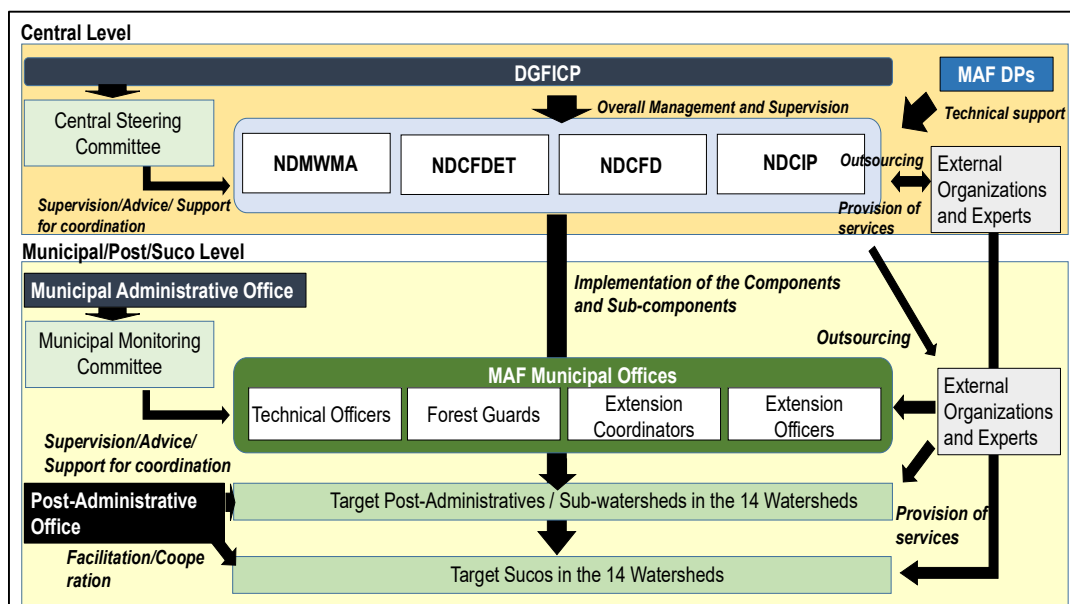 Central Level
DGFICP
MAF DPs
Overall Management and Supervision
Technical support
Central Steering
Committee
NDMWMA
NDCFDET
NDCFD
NDCIP
Outsourcing
External
Organizations
and Experts
Supervision/Advice/ Support
for coordination
Provision of
services
Municipal/Post/Suco Level
Municipal Administrative Office
Implementation of the Components
and Sub-components
Municipal Monitoring
Committee
Outsourcing
MAF Municipal Offices
Technical Officers
Forest Guards
Extension
Coordinators
Extension
Officers
External
Organizations
and Experts
Supervision/Advice/
Support for coordination
Post-Administrative
Office
Target Post-Administratives / Sub-watersheds in the 14 Watersheds
Provision of
services
Facilitation/Coope
ration
Target Sucos in the 14 Watersheds